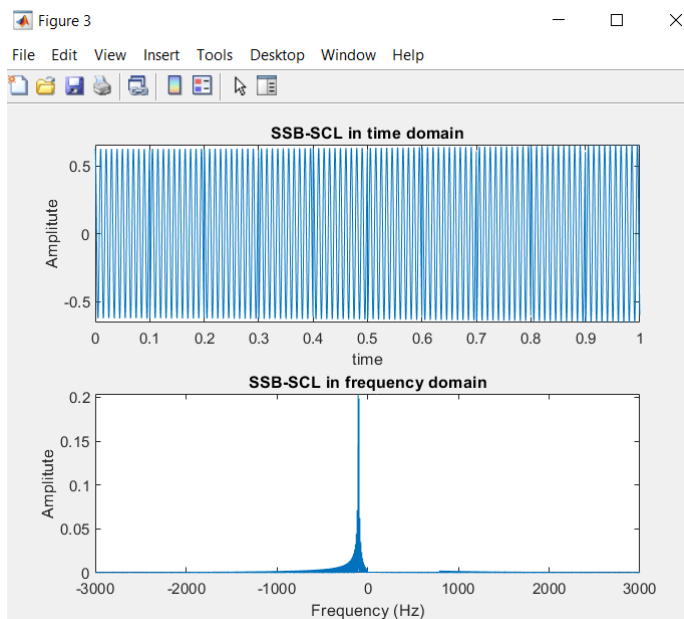 Figure 3
File Edit View Insert Tools Desktop Window Help
SSB-SCL in time domain
0.5
0
-0.5
Amplitute
0 0.1 0.2 0.3 0.4 0.5 0.6 0.7 0.8 0.9 1
time
SSB-SCL in frequency domain
0.2
0.15
0.1
0.05
0
Amplitute
-3000 -2000 -1000 0 1000 2000 3000
Frequency (Hz)